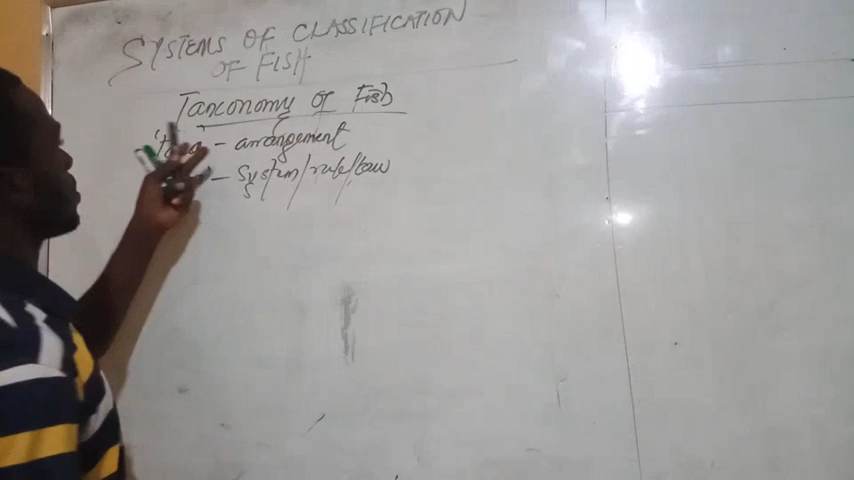 SYSTEMS OF CLASSIFICATION
OF FISH
Taxonomy of Fish
- arrangement
- System/rule/law